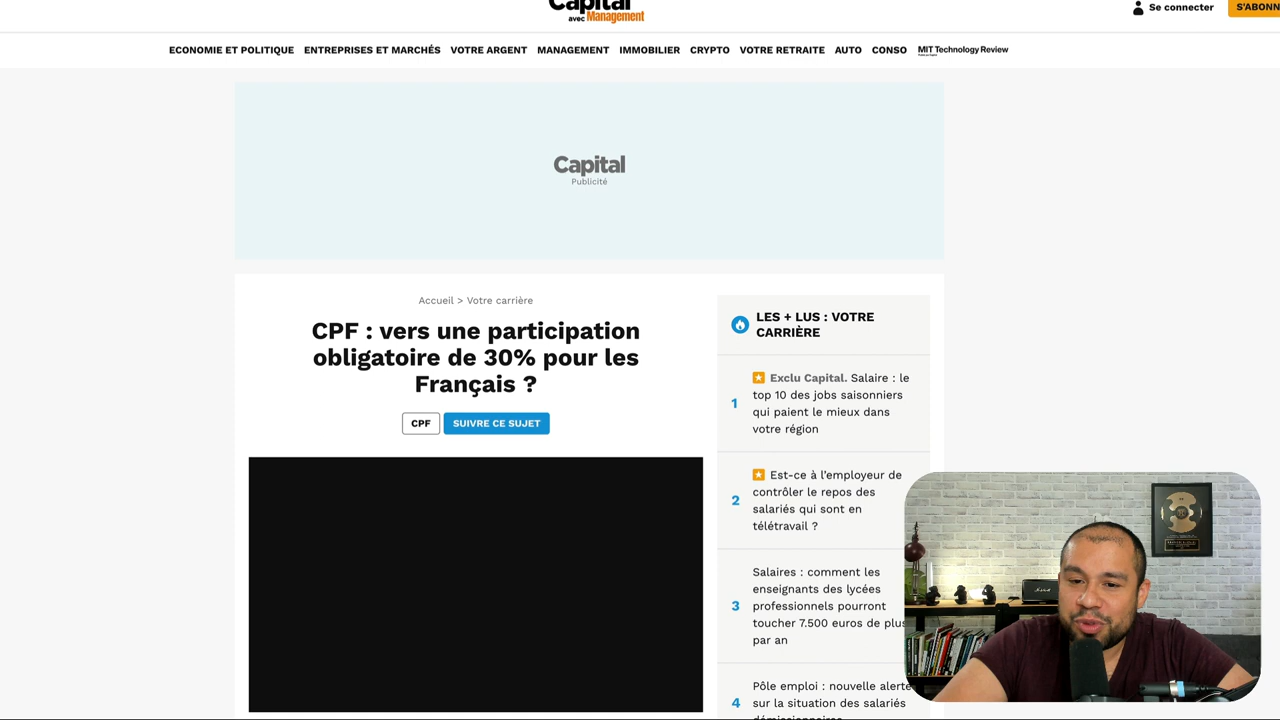 Capital
avec Management
Se connecter
S'ABONN
ECONOMIE ET POLITIQUE ENTREPRISES ET MARCHÉS VOTRE ARGENT MANAGEMENT IMMOBILIER CRYPTO VOTRE RETRAITE AUTO CONSO MIT Technology Review
Capital
Publicité
Accueil > Votre carrière
CPF : vers une participation
obligatoire de 30% pour les
Français ?
CPF SUIVRE CE SUJET
LES + LUS : VOTRE
CARRIÈRE
1
Exclu Capital. Salaire : le
top 10 des jobs saisonniers
qui paient le mieux dans
votre région
2
Est-ce à l'employeur de
contrôler le repos des
salariés qui sont en
télétravail ?
3
Salaires : comment les
enseignants des lycées
professionnels pourront
toucher 7.500 euros de plus
par an
4
Pôle emploi : nouvelle alerte
sur la situation des salariés
démissionnaires